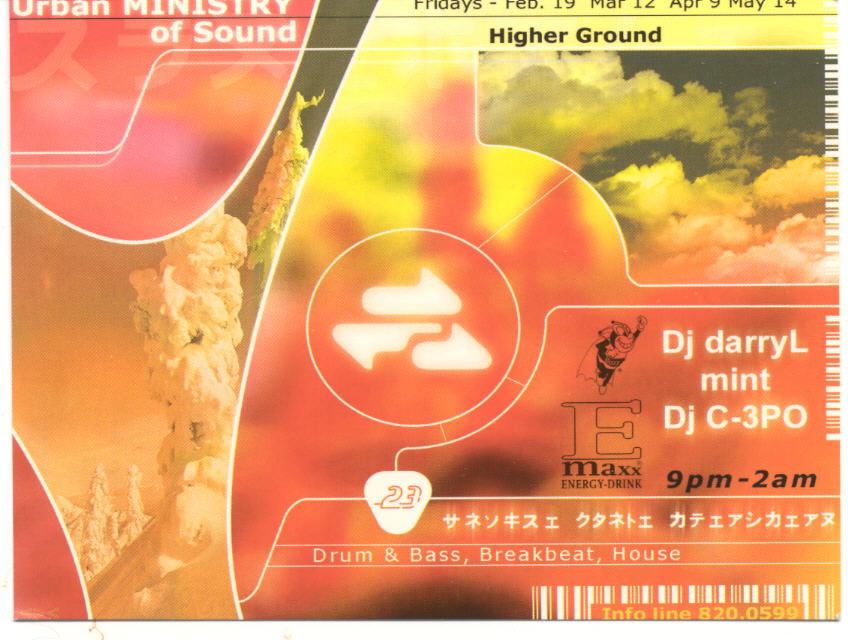 Urban MINISTRY
of Sound
Fridays - Feb. 19 Mar 12 Apr 9 May 14
Higher Ground
Dj darryL
mint
Dj C-3PO
E
maxx®
ENERGY-DRINK
9pm-2am
23
サネソキスェ クタネトェ カテェアシカェアヌ
Drum & Bass, Breakbeat, House
Info line 820.0599